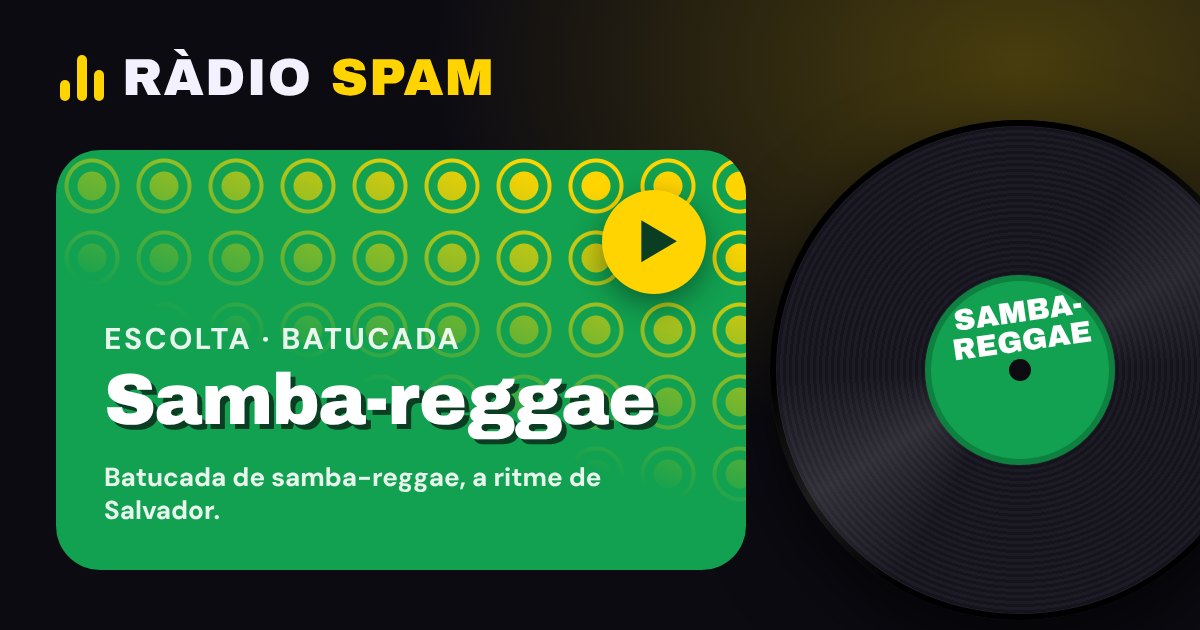 RÀDIO SPAM
ESCOLTA · BATUCADA
Samba-reggae
Batucada de samba-reggae, a ritme de
Salvador.
SAMBA-
REGGAE